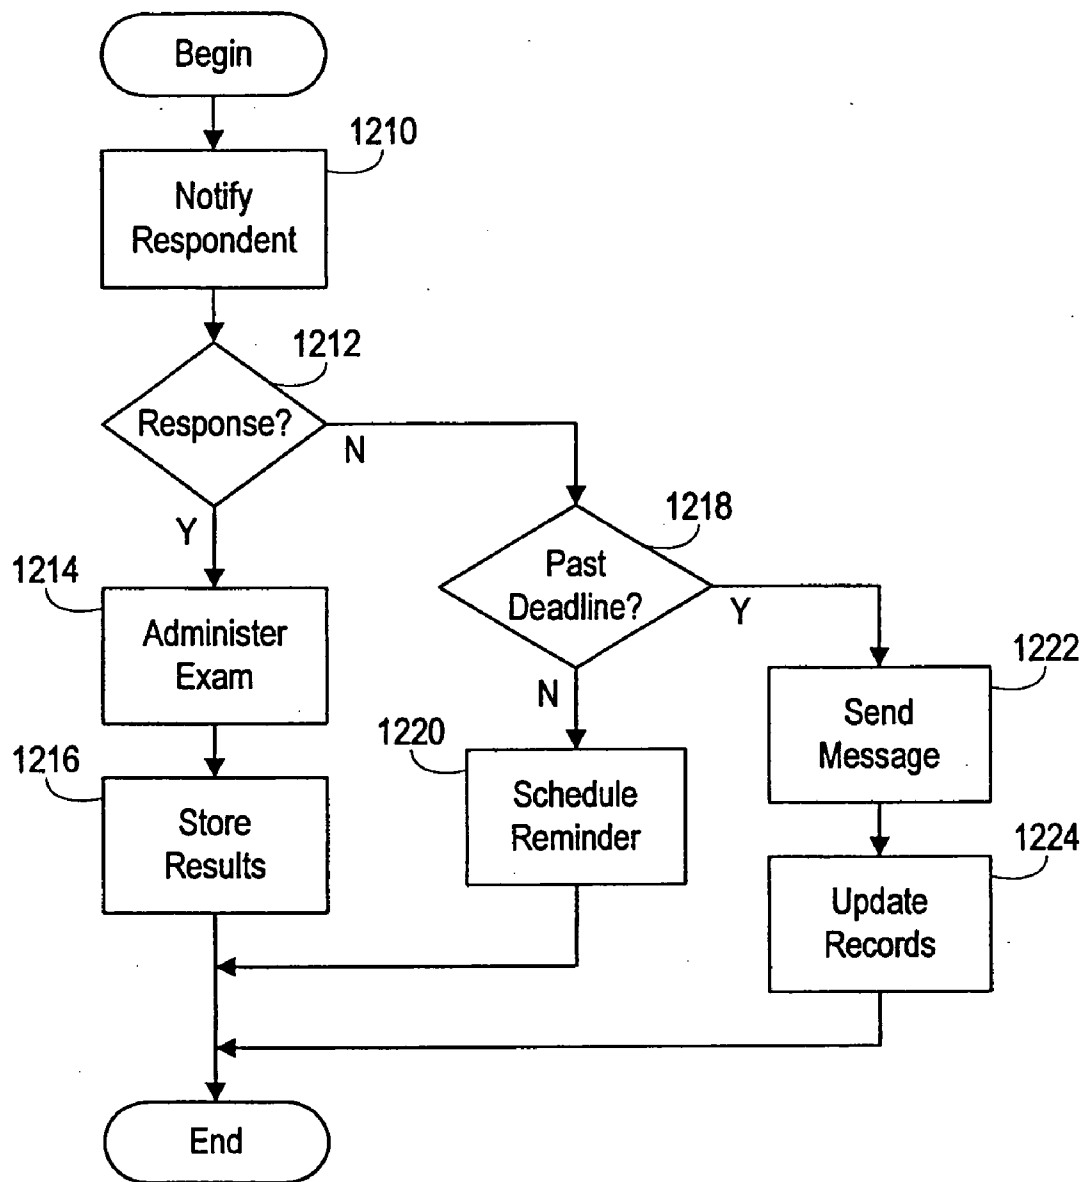 Begin
1210
Notify
Respondent
1212
Response?
N
Y
1218
Past
Deadline?
Y
N
1214
Administer
Exam
1222
Send
Message
1220
Schedule
Reminder
1216
Store
Results
1224
Update
Records
End